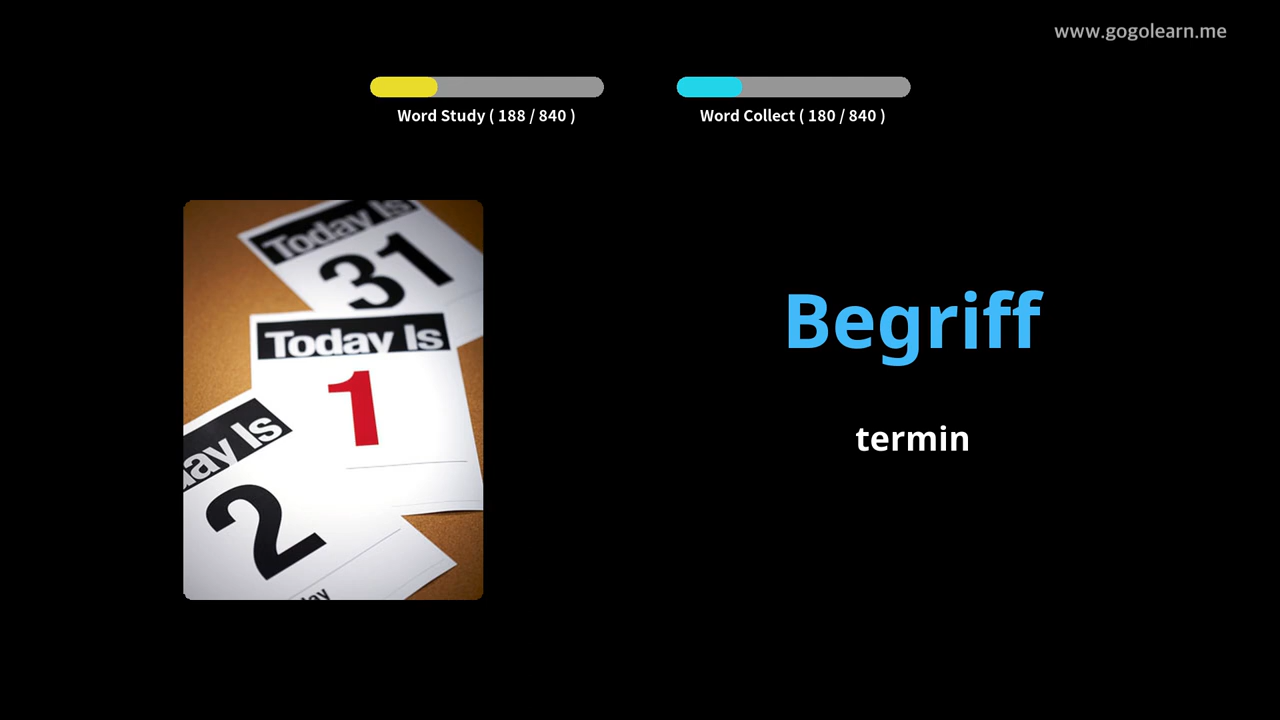 www.gogolearn.me
Word Study ( 188 / 840 )
Word Collect ( 180 / 840 )
Today Is
31
Today Is
1
ay Is
2
ay
Begriff
termin